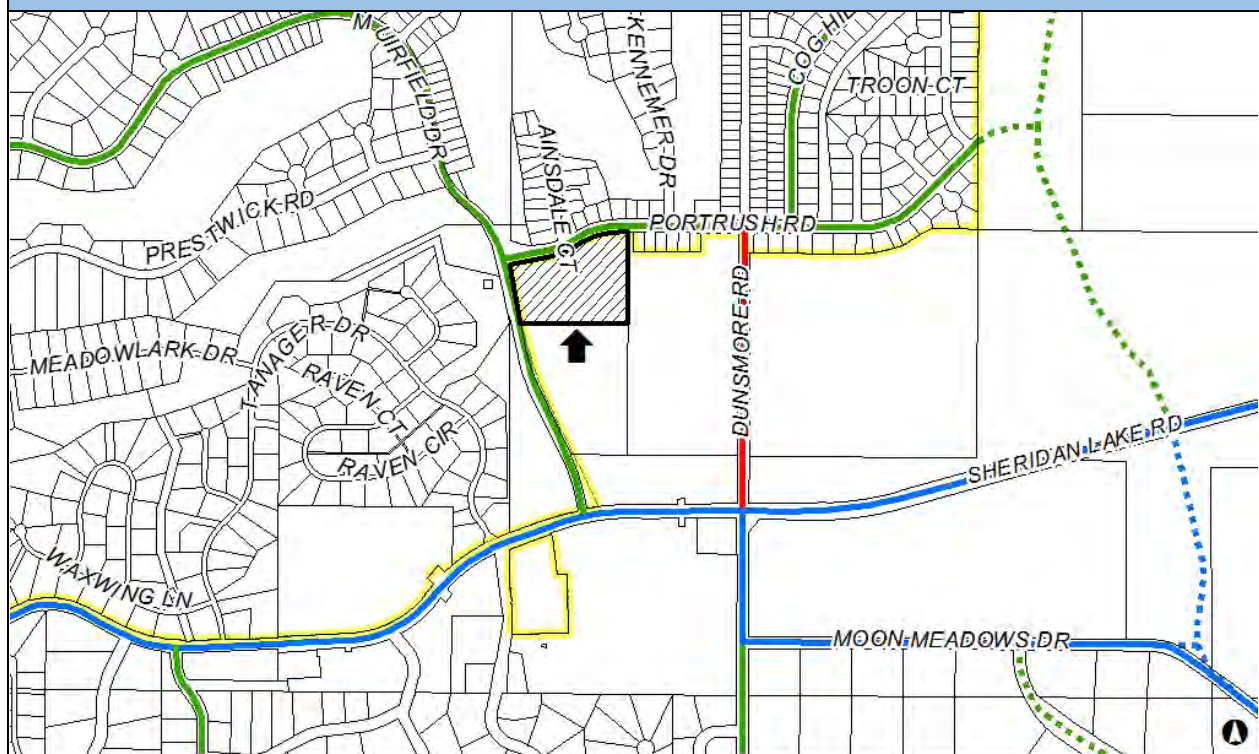 MUIRFIELD DR
KENNEMER DR
COG HIL
TROON CT
AINSDALE CT
PORTRUSH RD
PRESTWICK RD
MEADOWLARK DR
TANAGER DR
RAVEN CT
RAVEN CIR
DUNSMORE RD
SHERIDAN LAKE RD
WAXWING LN
MOON MEADOWS DR